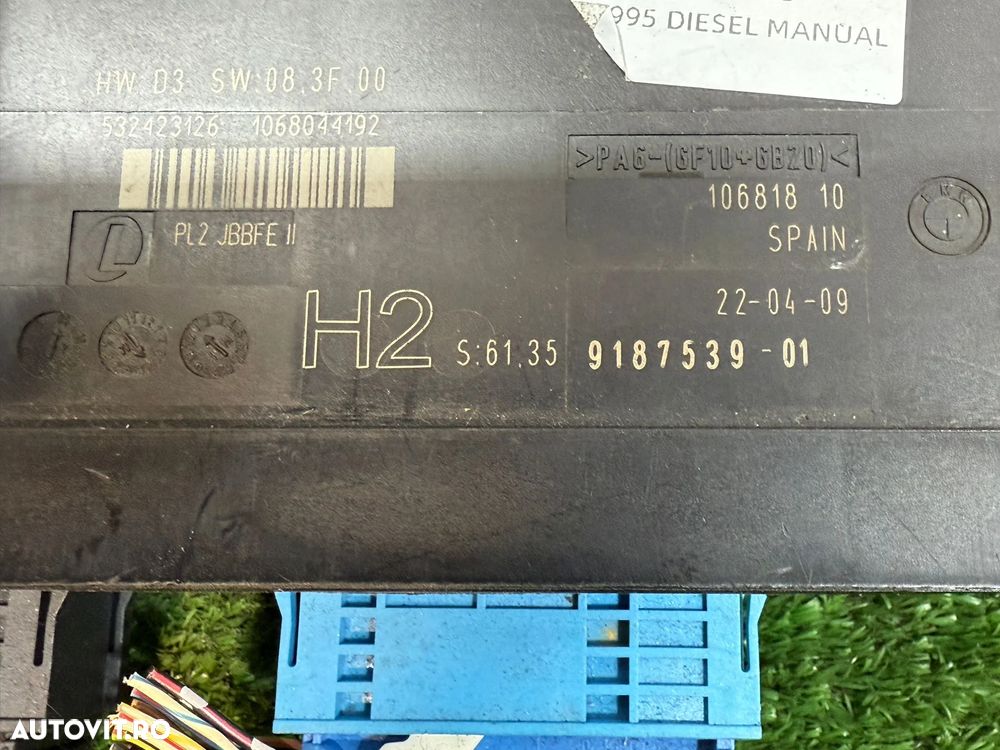 995 DIESEL MANUAL
HW:D3 SW:08.3F.00
532423126 1068044192
>PA6-(GF10+GB20)<
106818 10
PL2 JBBFE II
SPAIN
22-04-09
H2 S:61.35 9187539-01
AUTOVIT.RO